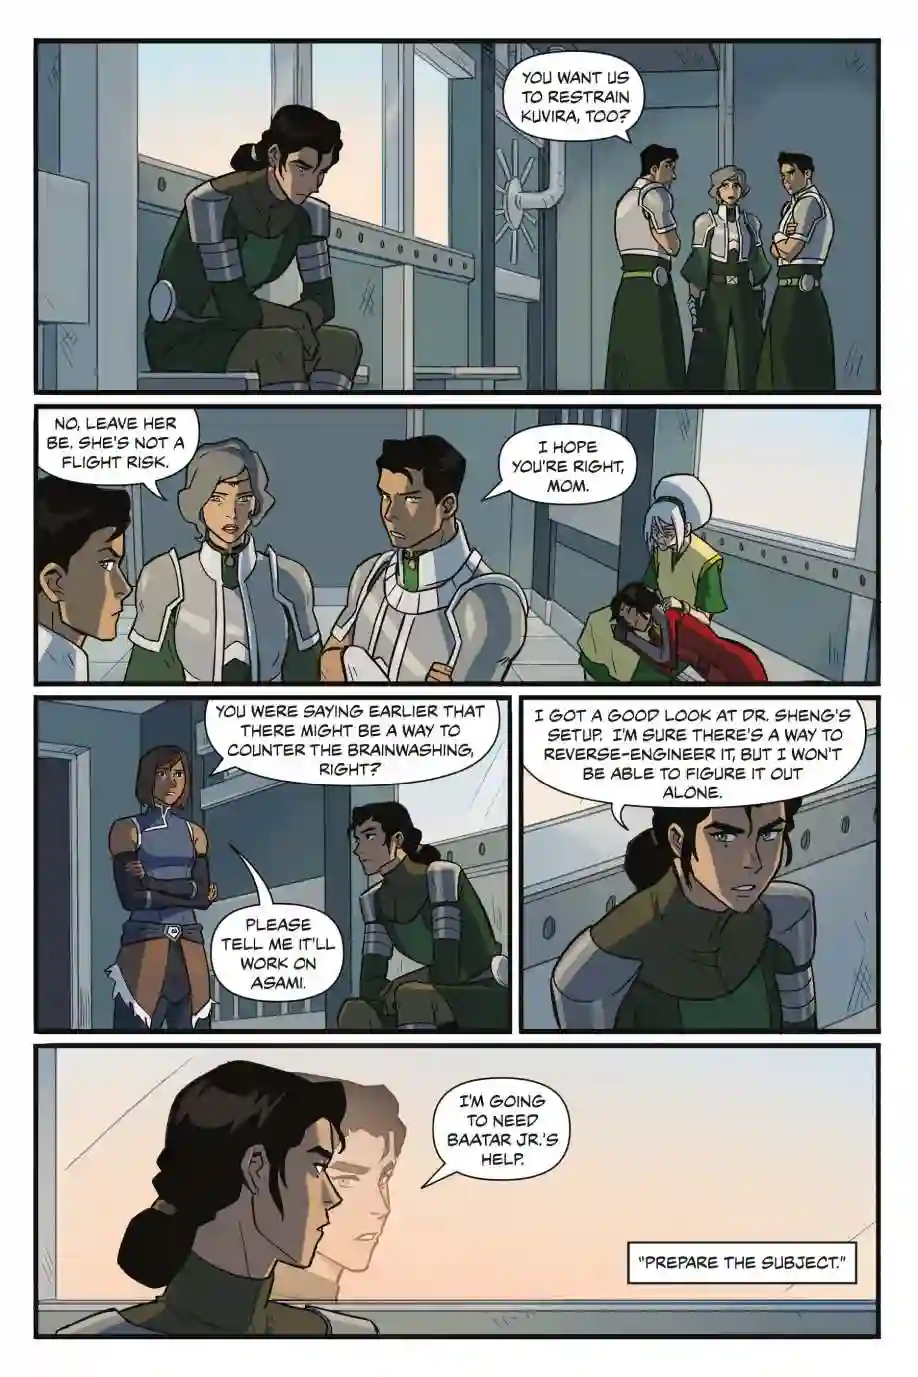 YOU WANT US
TO RESTRAIN
KUVIRA, TOO?
NO, LEAVE HER
BE. SHE'S NOT A
FLIGHT RISK.
I HOPE
YOU'RE RIGHT,
MOM.
YOU WERE SAYING EARLIER THAT
THERE MIGHT BE A WAY TO
COUNTER THE BRAINWASHING,
RIGHT?
PLEASE
TELL ME IT'LL
WORK ON
ASAMI.
I GOT A GOOD LOOK AT DR. SHENG'S
SETUP. I'M SURE THERE'S A WAY TO
REVERSE-ENGINEER IT, BUT I WON'T
BE ABLE TO FIGURE IT OUT
ALONE.
I'M GOING
TO NEED
BAATAR JR.'S
HELP.
"PREPARE THE SUBJECT."